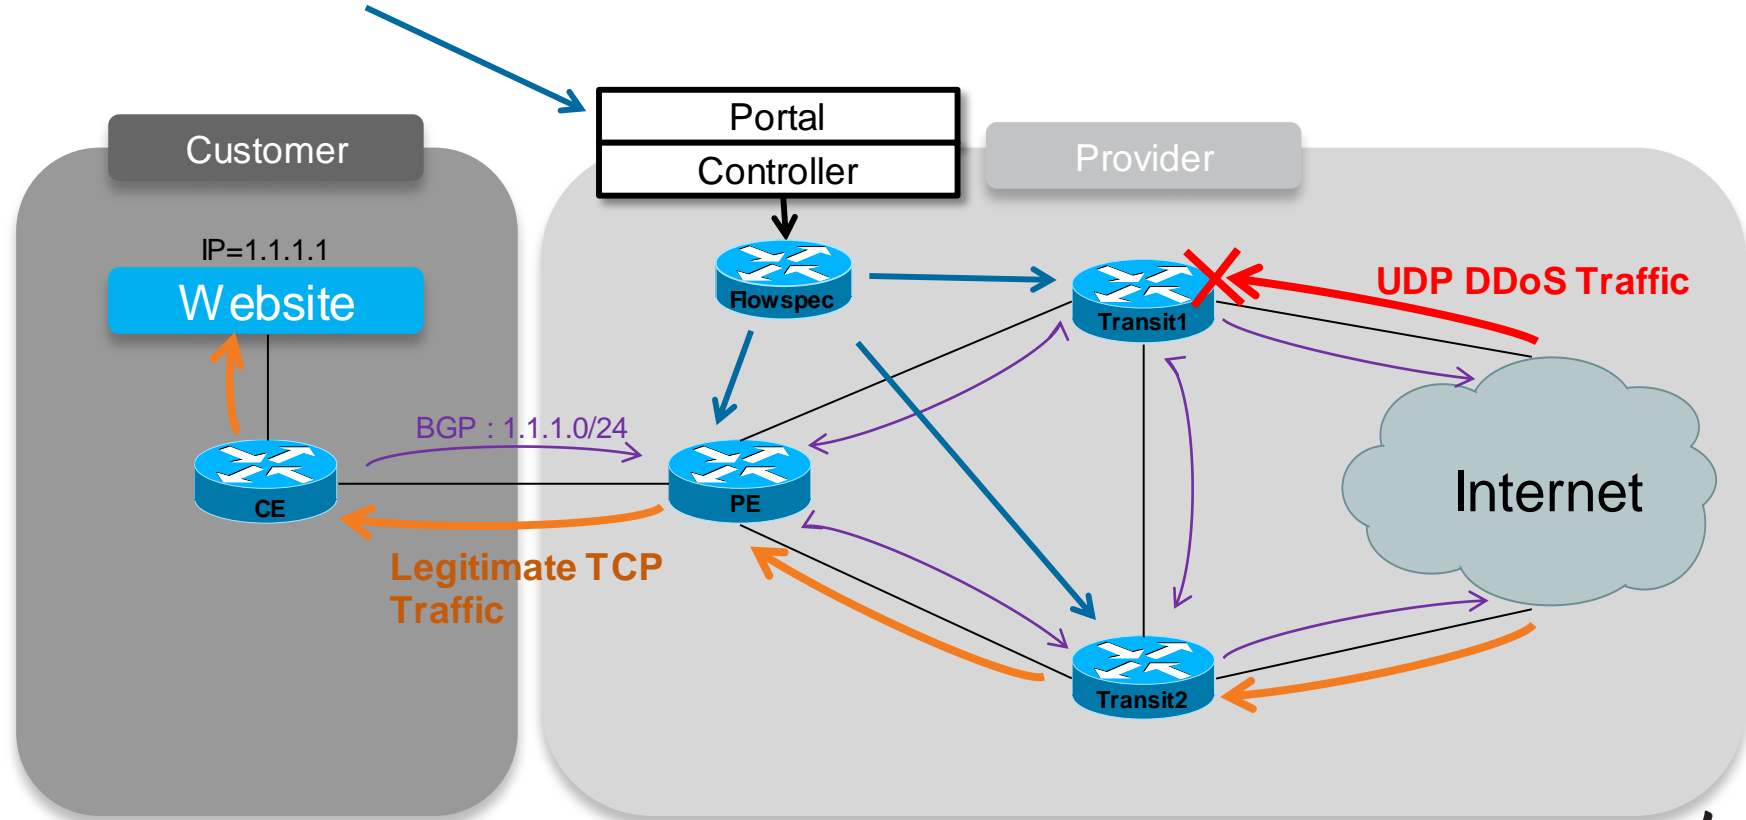 Portal
Controller
Customer
Provider
IP=1.1.1.1
Website
Flowspec
Transit1
UDP DDoS Traffic
BGP : 1.1.1.0/24
CE
PE
Internet
Legitimate TCP
Traffic
Transit2